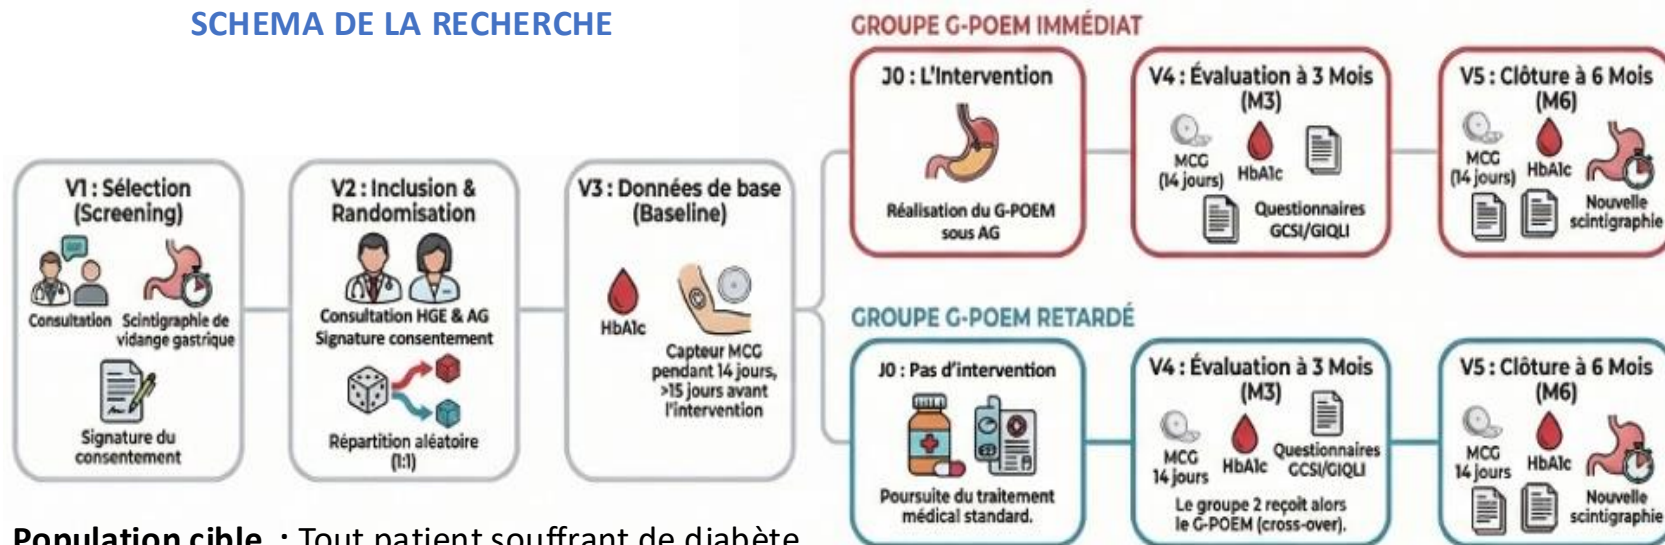 SCHEMA DE LA RECHERCHE
V1 : Sélection
(Screening)
Consultation
Scintigraphie de
vidange gastrique
Signature du
consentement
V2 : Inclusion &
Randomisation
Consultation HGE & AG
Signature consentement
Répartition aléatoire
(1:1)
V3 : Données de base
(Baseline)
HbA1c
Capteur MCG
pendant 14 jours,
>15 jours avant
l'intervention
GROUPE G-POEM IMMÉDIAT
J0 : L'Intervention
Réalisation du G-POEM
sous AG
V4 : Évaluation à 3 Mois
(M3)
MCG
(14 jours)
HbA1c
Questionnaires
GCSI/GIQLI
V5 : Clôture à 6 Mois
(M6)
MCG
(14 jours)
HbA1c
Nouvelle
scintigraphie
GROUPE G-POEM RETARDÉ
J0 : Pas d'intervention
Poursuite du traitement
médical standard.
V4 : Évaluation à 3 Mois
(M3)
MCG
14 jours
HbA1c
Questionnaires
GCSI/GIQLI
Le groupe 2 reçoit alors
le G-POEM (cross-over).
V5 : Clôture à 6 Mois
(M6)
MCG
14 jours
HbA1c
Nouvelle
scintigraphie
Population cible : Tout patient souffrant de diabète